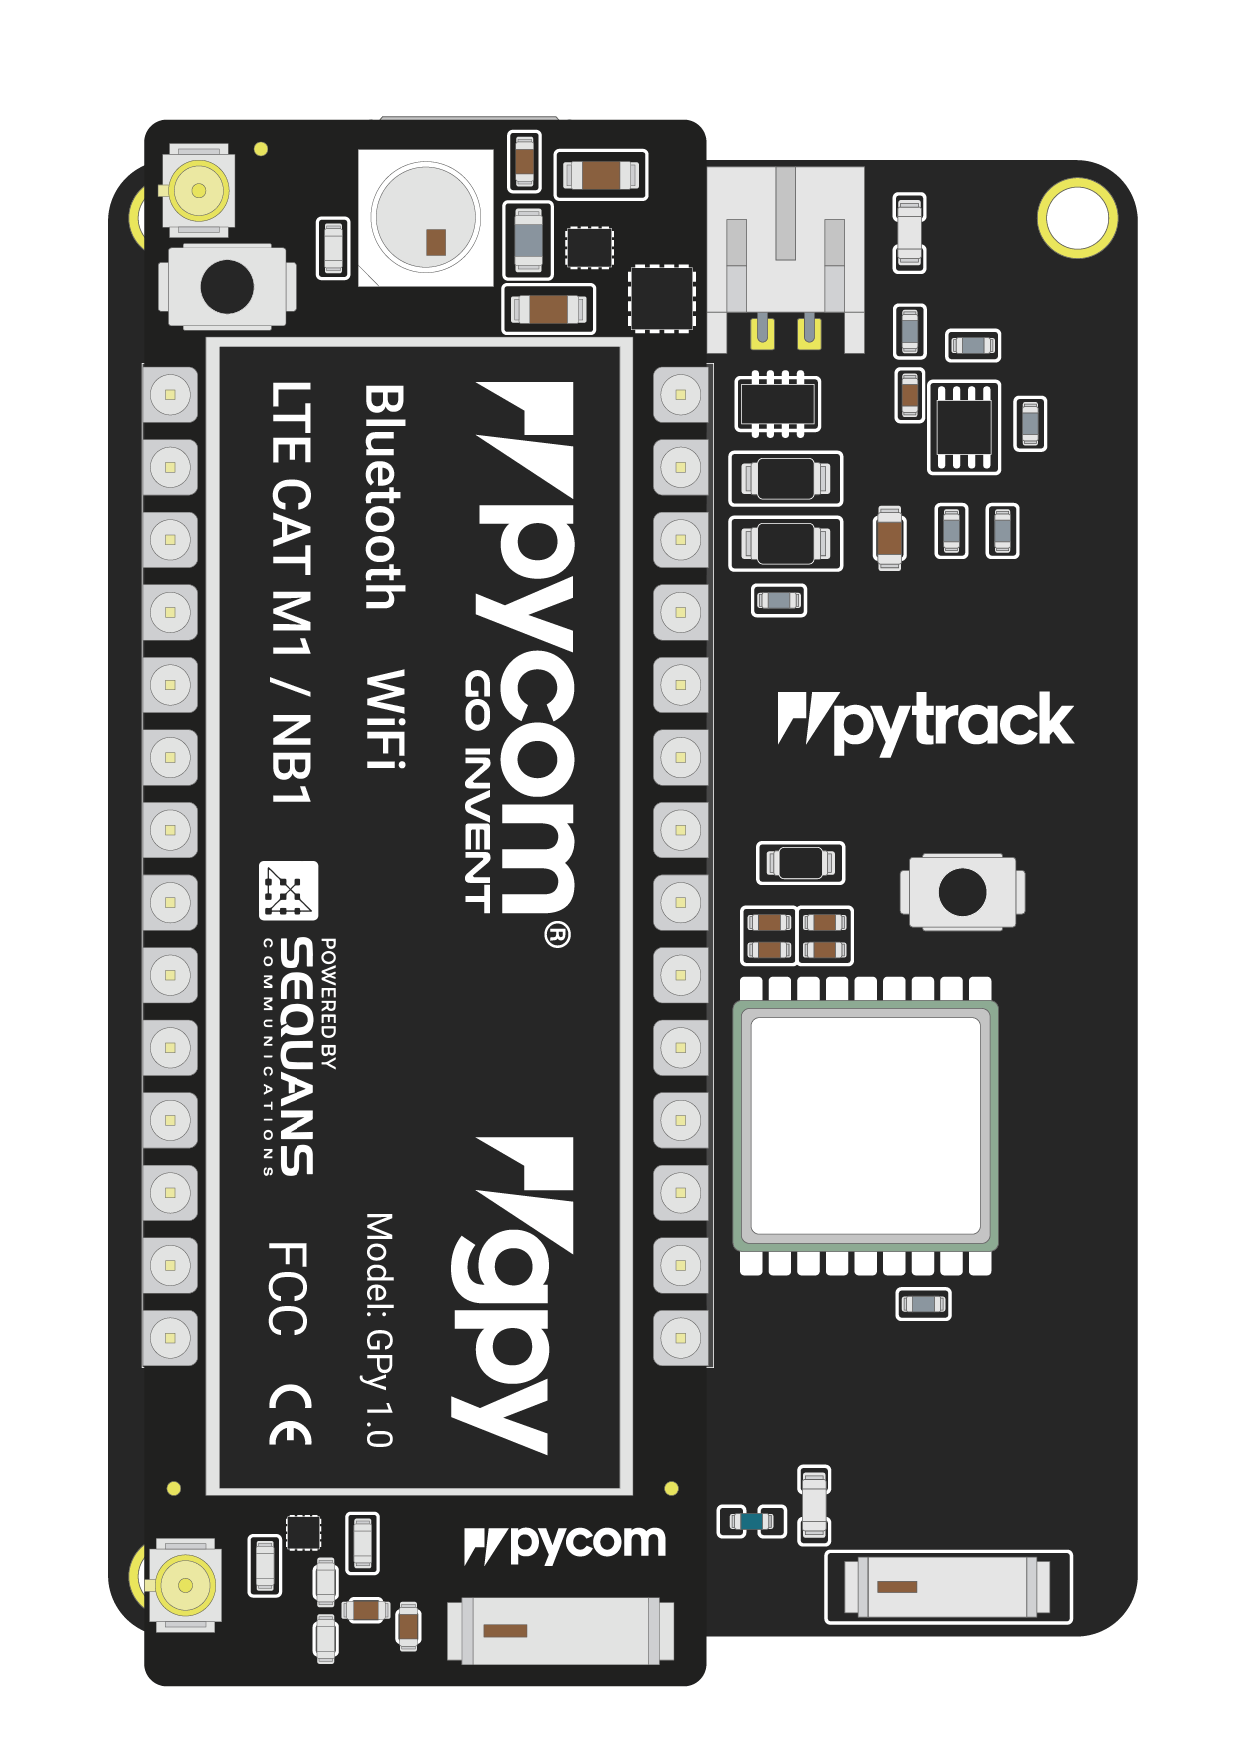 pycom®
GO INVENT
gpy
Bluetooth WiFi
Model: GPy 1.0
LTE CAT M1 / NB1
POWERED BY
SEQUANS
COMMUNICATIONS
FCC CE
pytrack
pycom